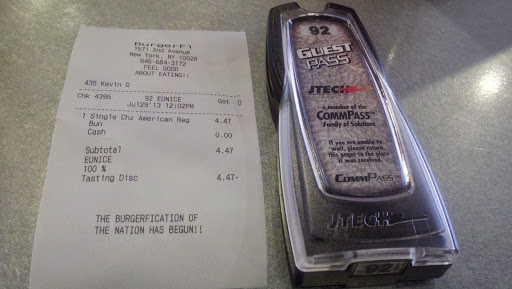 BurgerFi
1571 2nd Avenue
New York, NY 10028
646-684-3172
FEEL GOOD
ABOUT EATING!!
435 Kevin G
Chk 4396 92 EUNICE Gst 0
Jul29'13 12:02PM
1 Single Chz American Reg 4.47
Bun
Cash 0.00
Subtotal 4.47
EUNICE
100 %
Tasting Disc 4.47-
THE BURGERFICATION OF
THE NATION HAS BEGUN!!
92
GUEST
PASS
JTECH
a member of the
COMMPASS
Family of Solutions
If you are unable to
wait, please return
this pager to the place
it was received.
COMMPASS
JTECH
92